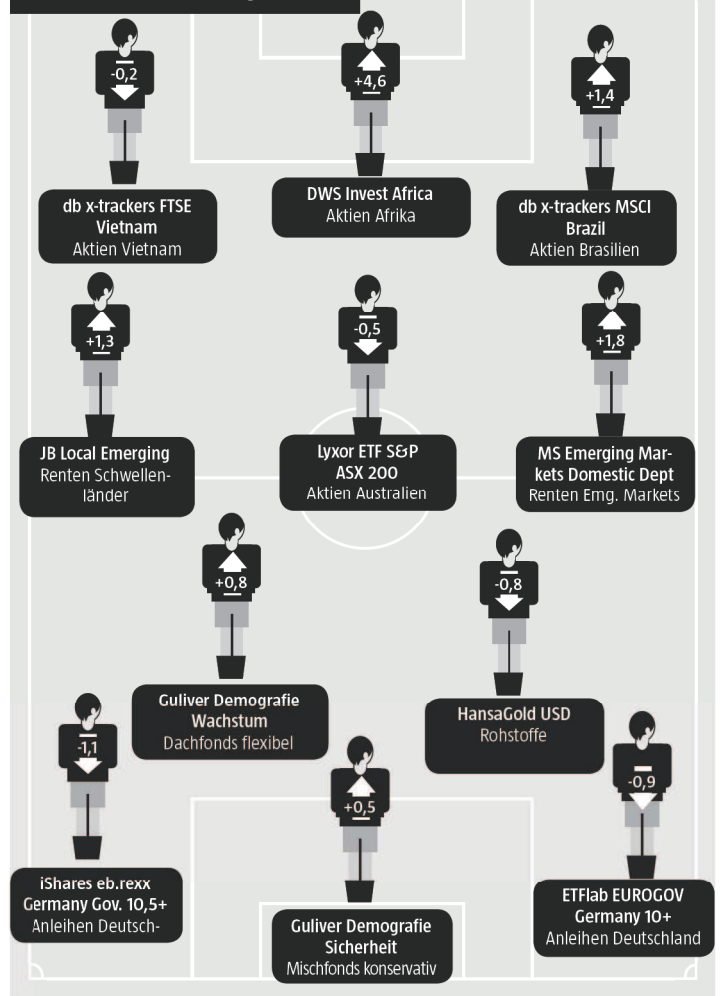 -0,2
+4,6
+1,4
db x-trackers FTSE
Vietnam
Aktien Vietnam
DWS Invest Africa
Aktien Afrika
db x-trackers MSCI
Brazil
Aktien Brasilien
+1,3
-0,5
+1,8
JB Local Emerging
Renten Schwellen-
länder
Lyxor ETF S&P
ASX 200
Aktien Australien
MS Emerging Mar-
kets Domestic Dept
Renten Emg. Markets
+0,8
-0,8
Guliver Demografie
Wachstum
Dachfonds flexibel
HansaGold USD
Rohstoffe
-1,1
+0,5
-0,9
iShares eb.rexx
Germany Gov. 10,5+
Anleihen Deutsch-
Guliver Demografie
Sicherheit
Mischfonds konservativ
ETFlab EUROGOV
Germany 10+
Anleihen Deutschland